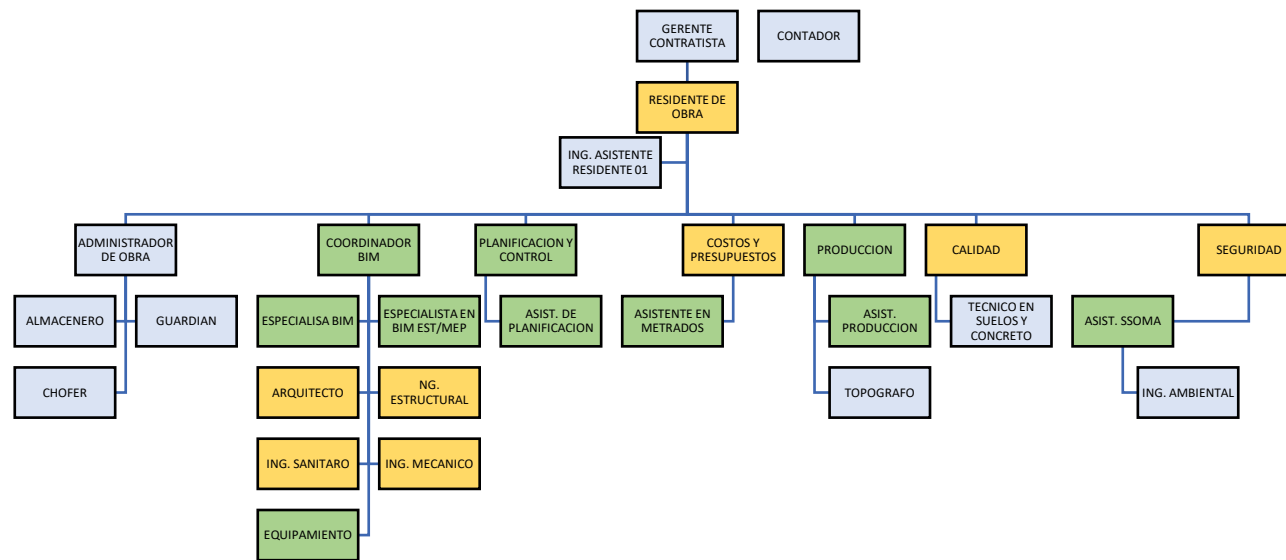 GERENTE
CONTRATISTA
CONTADOR
RESIDENTE DE
OBRA
ING. ASISTENTE
RESIDENTE 01
ADMINISTRADOR
DE OBRA
COORDINADOR
BIM
PLANIFICACION Y
CONTROL
COSTOS Y
PRESUPUESTOS
PRODUCCION
CALIDAD
SEGURIDAD
ALMACENERO
GUARDIAN
ESPECIALISA BIM
ESPECIALISTA EN
BIM EST/MEP
ASIST. DE
PLANIFICACION
ASISTENTE EN
METRADOS
ASIST.
PRODUCCION
TECNICO EN
SUELOS Y
CONCRETO
ASIST. SSOMA
CHOFER
ARQUITECTO
NG.
ESTRUCTURAL
TOPOGRAFO
ING. AMBIENTAL
ING. SANITARO
ING. MECANICO
EQUIPAMIENTO